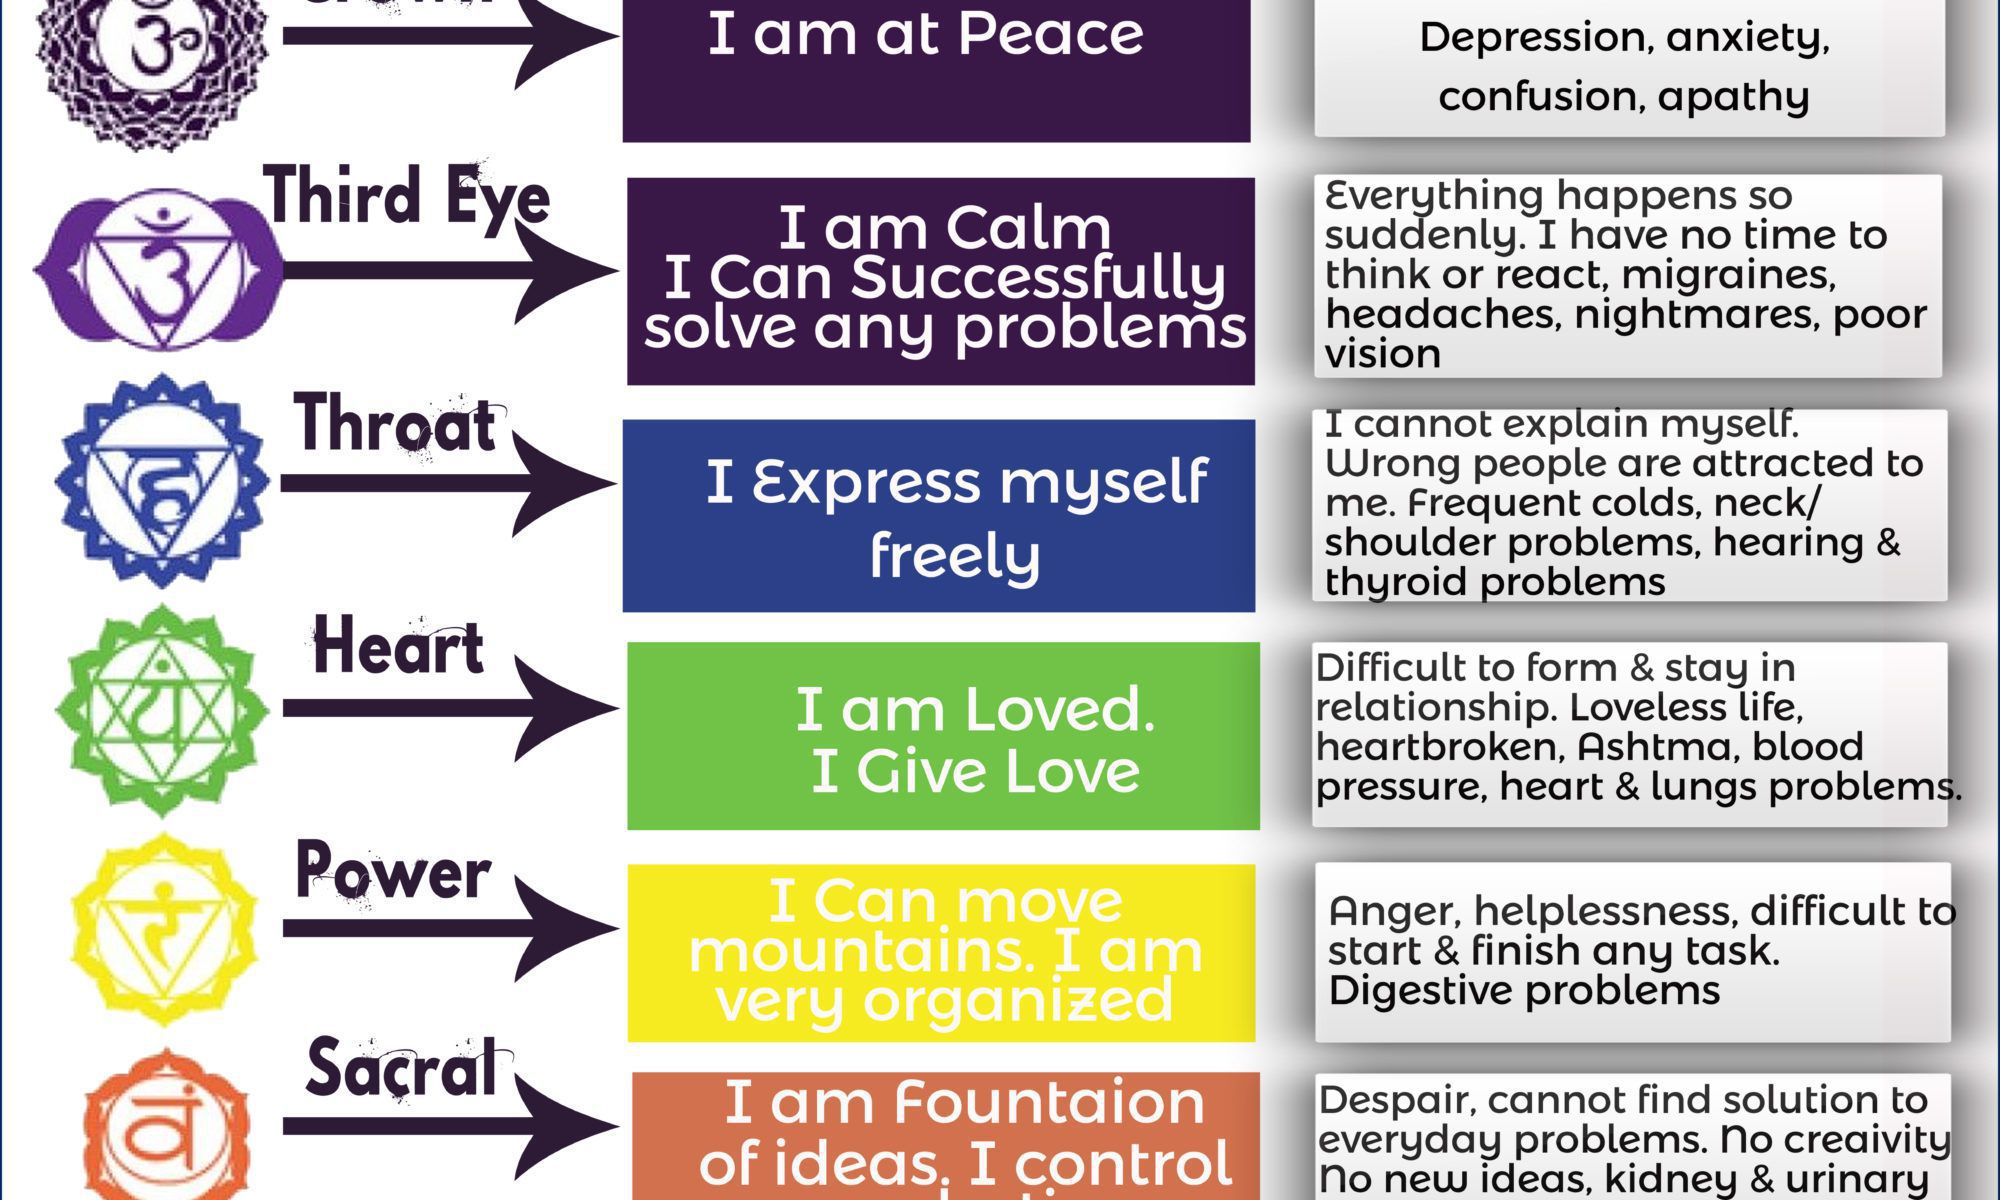 Crown
I am at Peace
Depression, anxiety,
confusion, apathy
Third Eye
I am Calm
I Can Successfully
solve any problems
Everything happens so
suddenly. I have no time to
think or react, migraines,
headaches, nightmares, poor
vision
Throat
I Express myself
freely
I cannot explain myself.
Wrong people are attracted to
me. Frequent colds, neck/
shoulder problems, hearing &
thyroid problems
Heart
I am Loved.
I Give Love
Difficult to form & stay in
relationship. Loveless life,
heartbroken, Ashtma, blood
pressure, heart & lungs problems.
Power
I Can move
mountains. I am
very organized
Anger, helplessness, difficult to
start & finish any task.
Digestive problems
Sacral
I am Fountaion
of ideas. I control
Despair, cannot find solution to
everyday problems. No creaivity
No new ideas, kidney & urinary
ॐ
ॐ
हं
यं
रं
वं